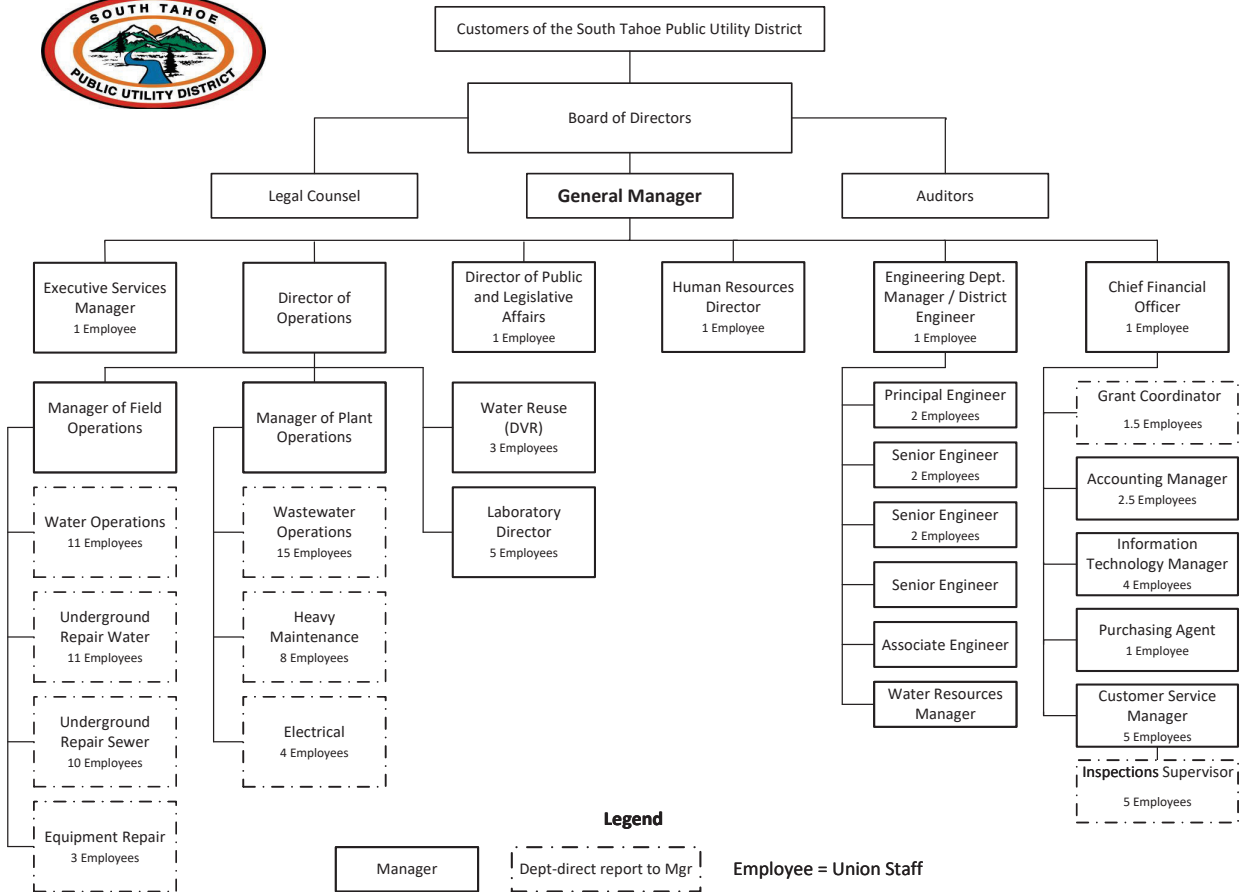 SOUTH TAHOE
PUBLIC UTILITY DISTRICT
Customers of the South Tahoe Public Utility District
Board of Directors
Legal Counsel
General Manager
Auditors
Executive Services
Manager
1 Employee
Director of
Operations
Director of Public
and Legislative
Affairs
1 Employee
Human Resources
Director
1 Employee
Engineering Dept.
Manager / District
Engineer
1 Employee
Chief Financial
Officer
1 Employee
Manager of Field
Operations
Water Operations
11 Employees
Underground
Repair Water
11 Employees
Underground
Repair Sewer
10 Employees
Equipment Repair
3 Employees
Manager of Plant
Operations
Wastewater
Operations
15 Employees
Heavy
Maintenance
8 Employees
Electrical
4 Employees
Water Reuse
(DVR)
3 Employees
Laboratory
Director
5 Employees
Principal Engineer
2 Employees
Senior Engineer
2 Employees
Senior Engineer
2 Employees
Senior Engineer
Associate Engineer
Water Resources
Manager
Grant Coordinator
1.5 Employees
Accounting Manager
2.5 Employees
Information
Technology Manager
4 Employees
Purchasing Agent
1 Employee
Customer Service
Manager
5 Employees
Inspections Supervisor
5 Employees
Legend
Manager
Dept-direct report to Mgr
Employee = Union Staff